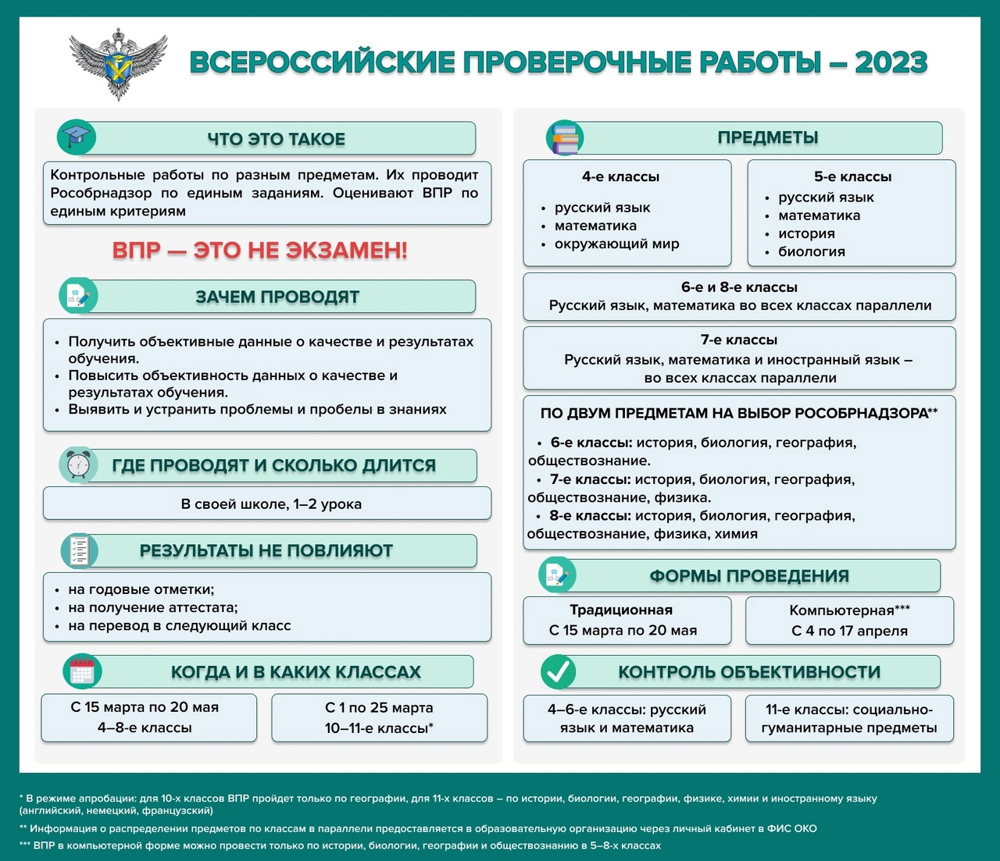 ВСЕРОССИЙСКИЕ ПРОВЕРОЧНЫЕ РАБОТЫ – 2023
ЧТО ЭТО ТАКОЕ
Контрольные работы по разным предметам. Их проводит
Рособрнадзор по единым заданиям. Оценивают ВПР по
единым критериям
ВПР — ЭТО НЕ ЭКЗАМЕН!
ЗАЧЕМ ПРОВОДЯТ
• Получить объективные данные о качестве и результатах
обучения.
• Повысить объективность данных о качестве и
результатах обучения.
• Выявить и устранить проблемы и пробелы в знаниях
ГДЕ ПРОВОДЯТ И СКОЛЬКО ДЛИТСЯ
В своей школе, 1–2 урока
РЕЗУЛЬТАТЫ НЕ ПОВЛИЯЮТ
• на годовые отметки;
• на получение аттестата;
• на перевод в следующий класс
КОГДА И В КАКИХ КЛАССАХ
С 15 марта по 20 мая
4–8-е классы
С 1 по 25 марта
10–11-е классы*
ПРЕДМЕТЫ
4-е классы
• русский язык
• математика
• окружающий мир
5-е классы
• русский язык
• математика
• история
• биология
6-е и 8-е классы
Русский язык, математика во всех классах параллели
7-е классы
Русский язык, математика и иностранный язык –
во всех классах параллели
ПО ДВУМ ПРЕДМЕТАМ НА ВЫБОР РОСОБРНАДЗОРА**
• 6-е классы: история, биология, география,
обществознание.
• 7-е классы: история, биология, география,
обществознание, физика.
• 8-е классы: история, биология, география,
обществознание, физика, химия
ФОРМЫ ПРОВЕДЕНИЯ
Традиционная
С 15 марта по 20 мая
Компьютерная***
С 4 по 17 апреля
КОНТРОЛЬ ОБЪЕКТИВНОСТИ
4–6-е классы: русский
язык и математика
11-е классы: социально-
гуманитарные предметы
* В режиме апробации: для 10-х классов ВПР пройдет только по географии, для 11-х классов – по истории, биологии, географии, физике, химии и иностранному языку
(английский, немецкий, французский)
** Информация о распределении предметов по классам в параллели предоставляется в образовательную организацию через личный кабинет в ФИС ОКО
*** ВПР в компьютерной форме можно провести только по истории, биологии, географии и обществознанию в 5–8-х классах